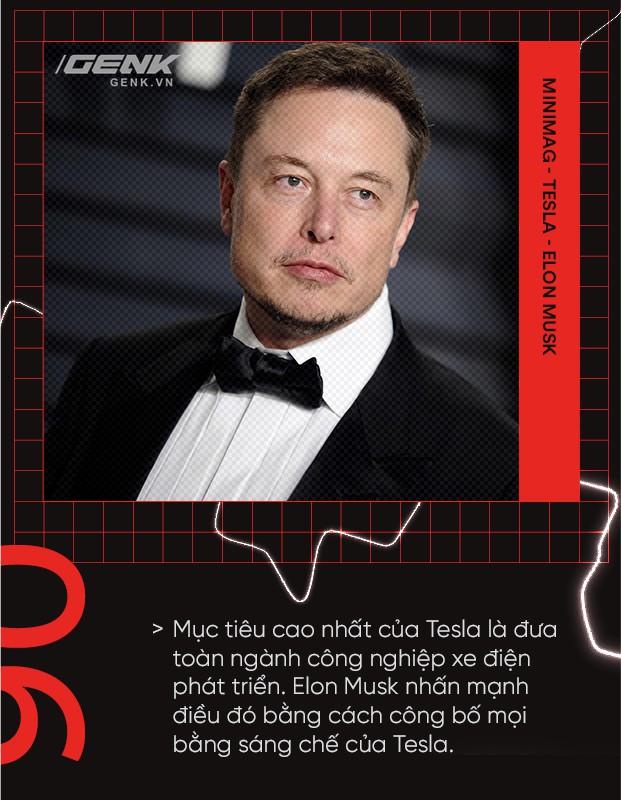 /GENK
GENK.VN
MINIMAG - TESLA - ELON MUSK
06
> Mục tiêu cao nhất của Tesla là đưa
toàn ngành công nghiệp xe điện
phát triển. Elon Musk nhấn mạnh
điều đó bằng cách công bố mọi
bằng sáng chế của Tesla.